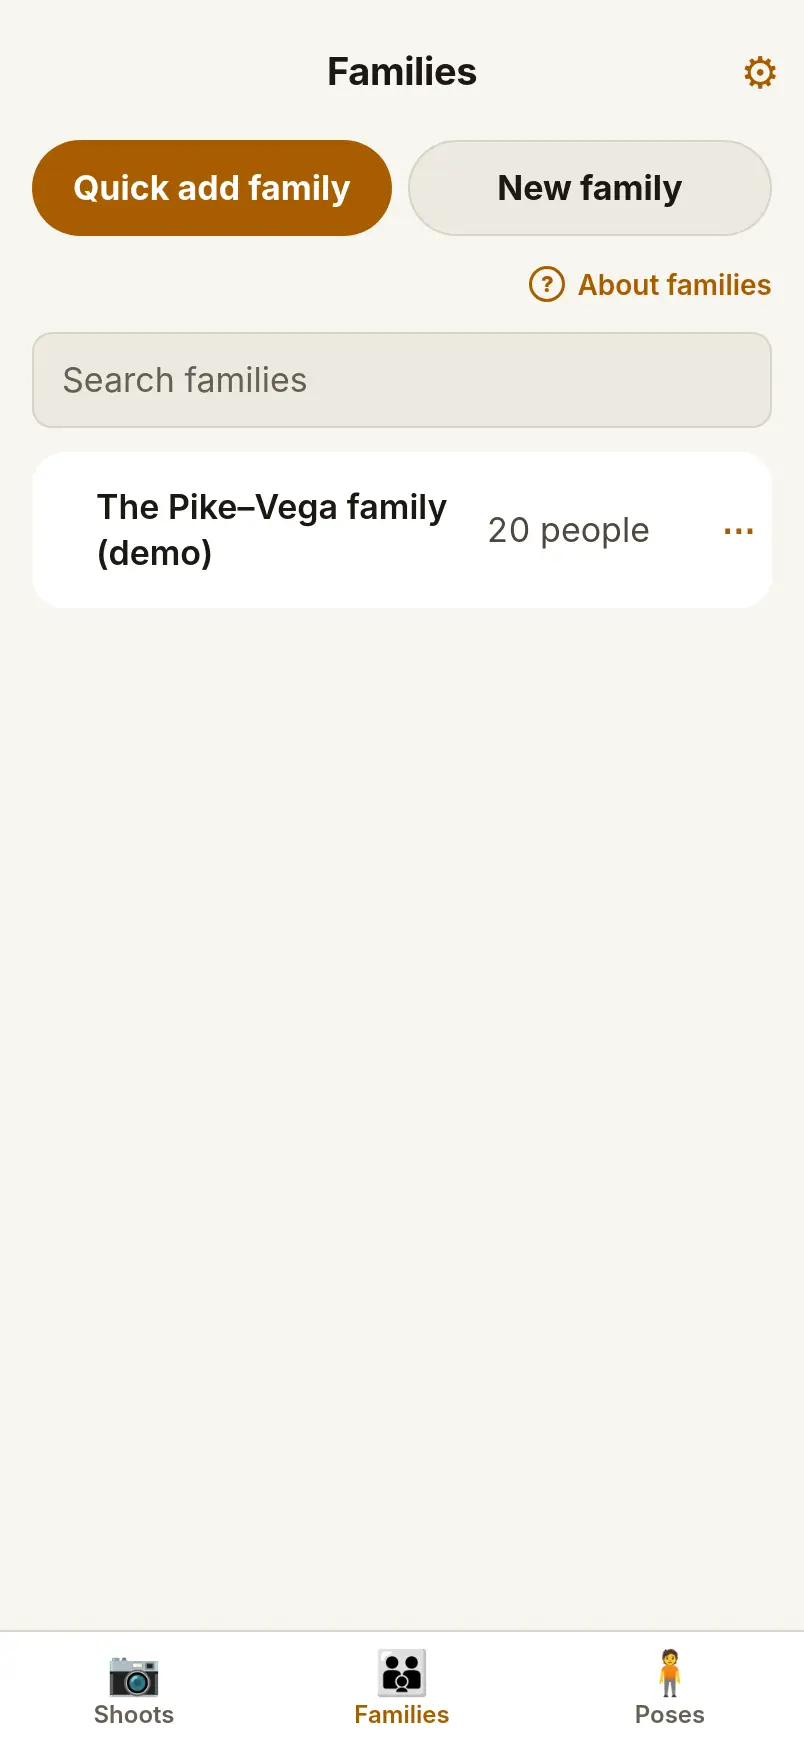 Families
Quick add family
New family
? About families
Search families
The Pike–Vega family
(demo)
20 people
...
Shoots
Families
Poses